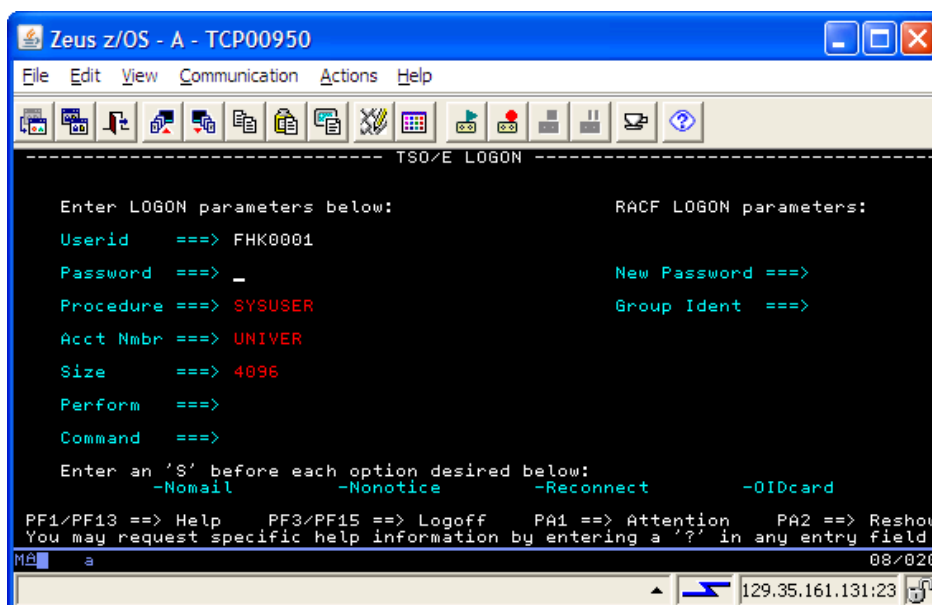 Zeus z/OS - A - TCP00950
File Edit View Communication Actions Help
------------------------------- TSO/E LOGON -----------------------------------
Enter LOGON parameters below: RACF LOGON parameters:
Userid ===> FHK0001
Password ===> _ New Password ===>
Procedure ===> SYSUSER Group Ident ===>
Acct Nmbr ===> UNIVER
Size ===> 4096
Perform ===>
Command ===>
Enter an 'S' before each option desired below:
-Nomail -Nonotice -Reconnect -OIDcard
PF1/PF13 ==> Help PF3/PF15 ==> Logoff PA1 ==> Attention PA2 ==> Reshow
You may request specific help information by entering a '?' in any entry field
MA a 08/020
129.35.161.131:23